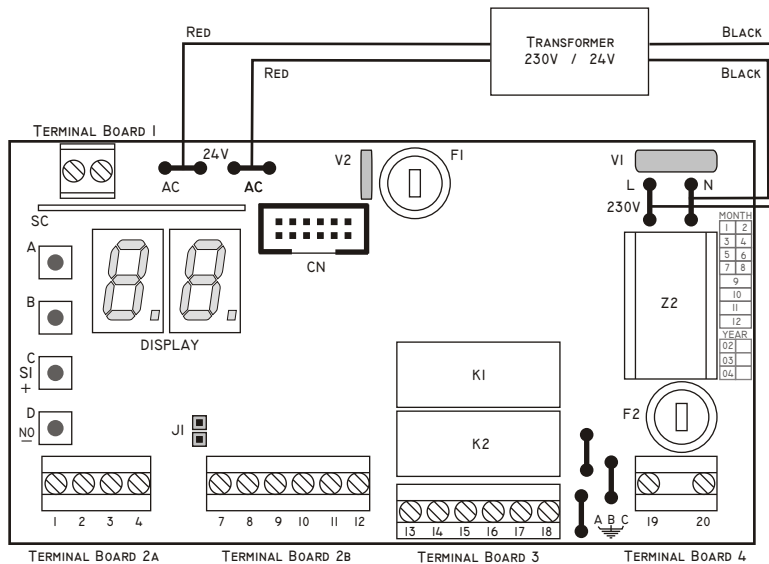 RED
TRANSFORMER
230V / 24V
BLACK
RED
BLACK
TERMINAL BOARD 1
24V
V2
F1
V1
AC
AC
L
N
SC
230V
MONTH
1 2
3 4
5 6
7 8
9
10
11
12
YEAR
02
03
04
A
B
C
S1
+
D
NO
–
DISPLAY
CN
Z2
K1
K2
F2
J1
1 2 3 4
7 8 9 10 11 12
13 14 15 16 17 18
A B C
19 20
TERMINAL BOARD 2A
TERMINAL BOARD 2B
TERMINAL BOARD 3
TERMINAL BOARD 4